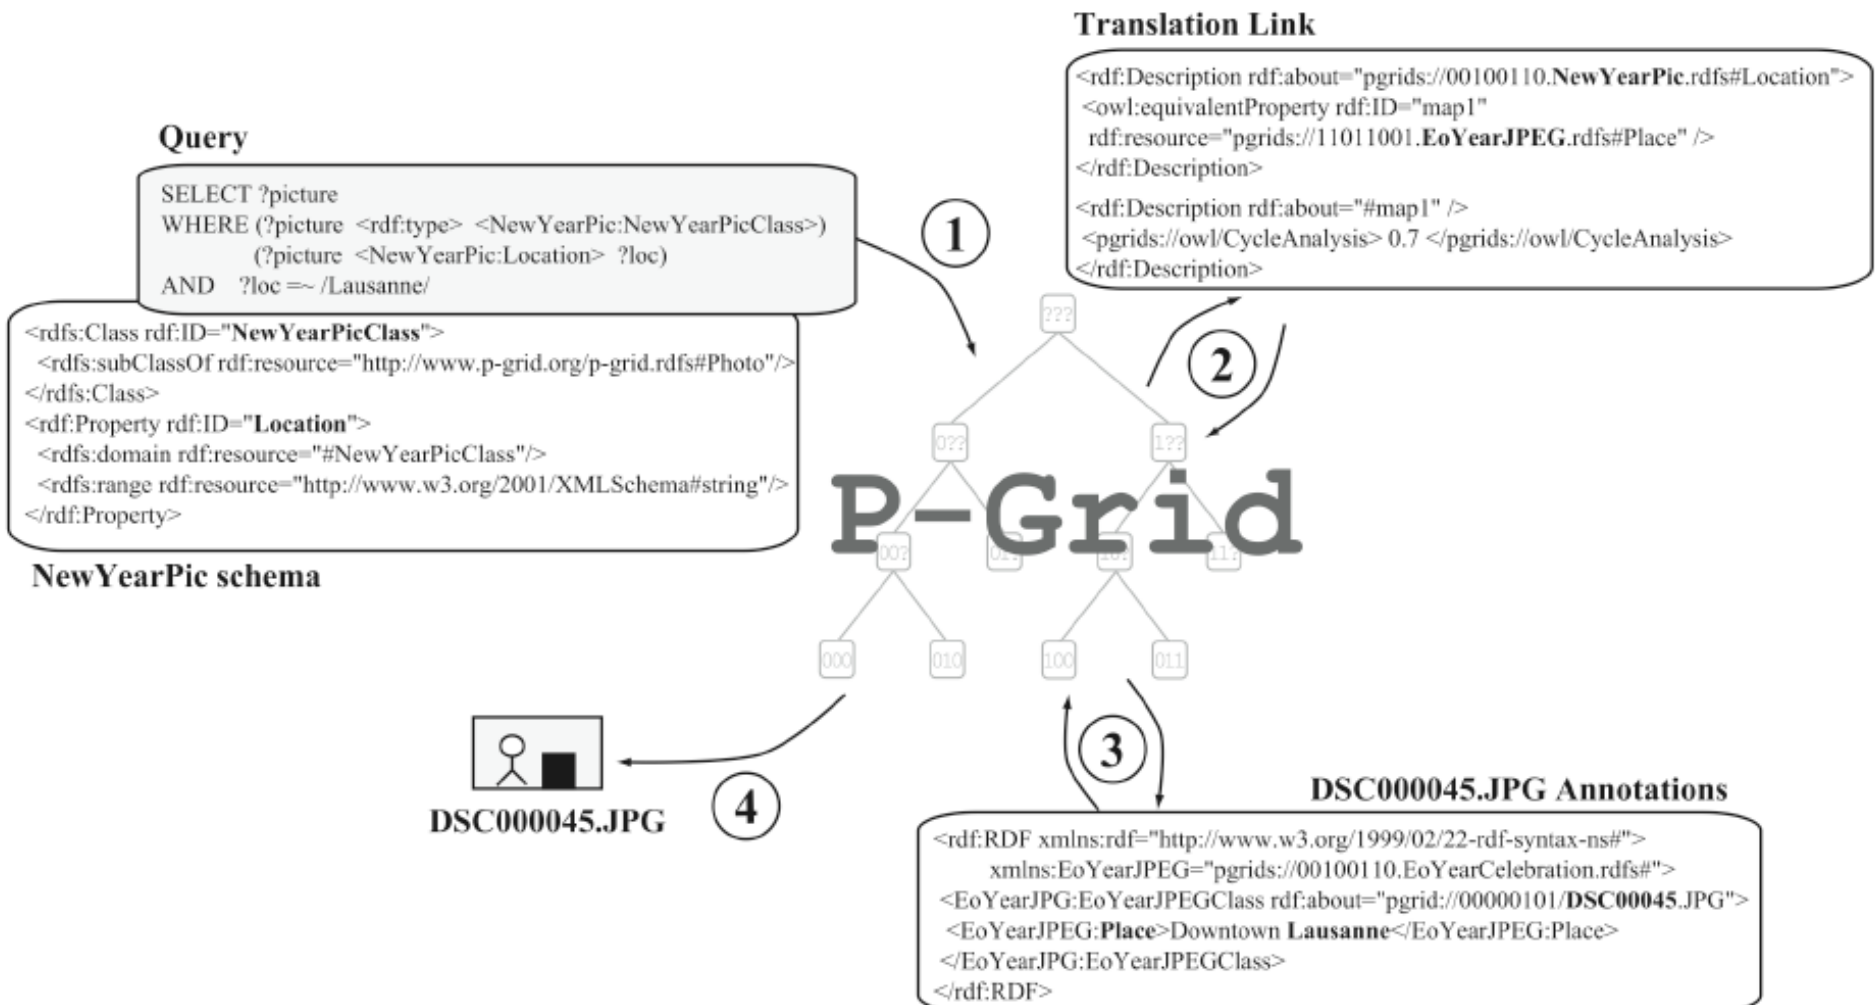 Translation Link
<rdf:Description rdf:about="pgrids://00100110.NewYearPic.rdfs#Location">
<owl:equivalentProperty rdf:ID="map1"
rdf:resource="pgrids://11011001.EoYearJPEG.rdfs#Place" />
</rdf:Description>
<rdf:Description rdf:about="#map1" />
<pgrids://owl/CycleAnalysis> 0.7 </pgrids://owl/CycleAnalysis>
</rdf:Description>
Query
SELECT ?picture
WHERE (?picture <rdf:type> <NewYearPic:NewYearPicClass>)
(?picture <NewYearPic:Location> ?loc)
AND ?loc =~ /Lausanne/
<rdfs:Class rdf:ID="NewYearPicClass">
<rdfs:subClassOf rdf:resource="http://www.p-grid.org/p-grid.rdfs#Photo"/>
</rdfs:Class>
<rdf:Property rdf:ID="Location">
<rdfs:domain rdf:resource="#NewYearPicClass"/>
<rdfs:range rdf:resource="http://www.w3.org/2001/XMLSchema#string"/>
</rdf:Property>
NewYearPic schema
1
2
???
0??
1??
P-Grid
00?
01?
10?
11?
000
010
100
011
3
4
DSC000045.JPG
DSC000045.JPG Annotations
<rdf:RDF xmlns:rdf="http://www.w3.org/1999/02/22-rdf-syntax-ns#">
xmlns:EoYearJPEG="pgrids://00100110.EoYearCelebration.rdfs#">
<EoYearJPG:EoYearJPEGClass rdf:about="pgrid://00000101/DSC00045.JPG">
<EoYearJPEG:Place>Downtown Lausanne</EoYearJPEG:Place>
</EoYearJPG:EoYearJPEGClass>
</rdf:RDF>